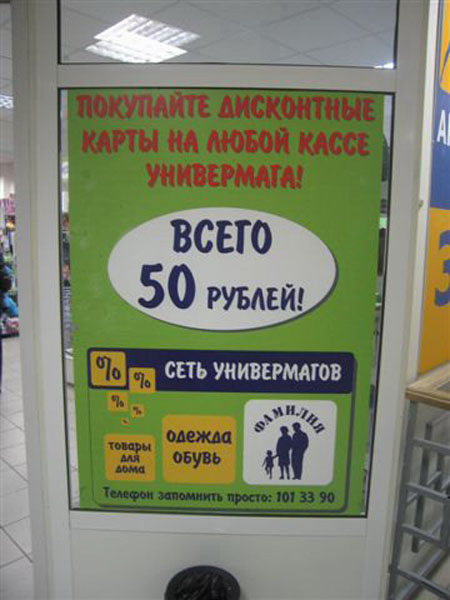 ПОКУПАЙТЕ ДИСКОНТНЫЕ
КАРТЫ НА ЛЮБОЙ КАССЕ
УНИВЕРМАГА!
ВСЕГО
50 РУБЛЕЙ!
% % % %
СЕТЬ УНИВЕРМАГОВ
товары
для
дома
одежда
обувь
ФАМИЛИЯ
Телефон запомнить просто: 101 33 90